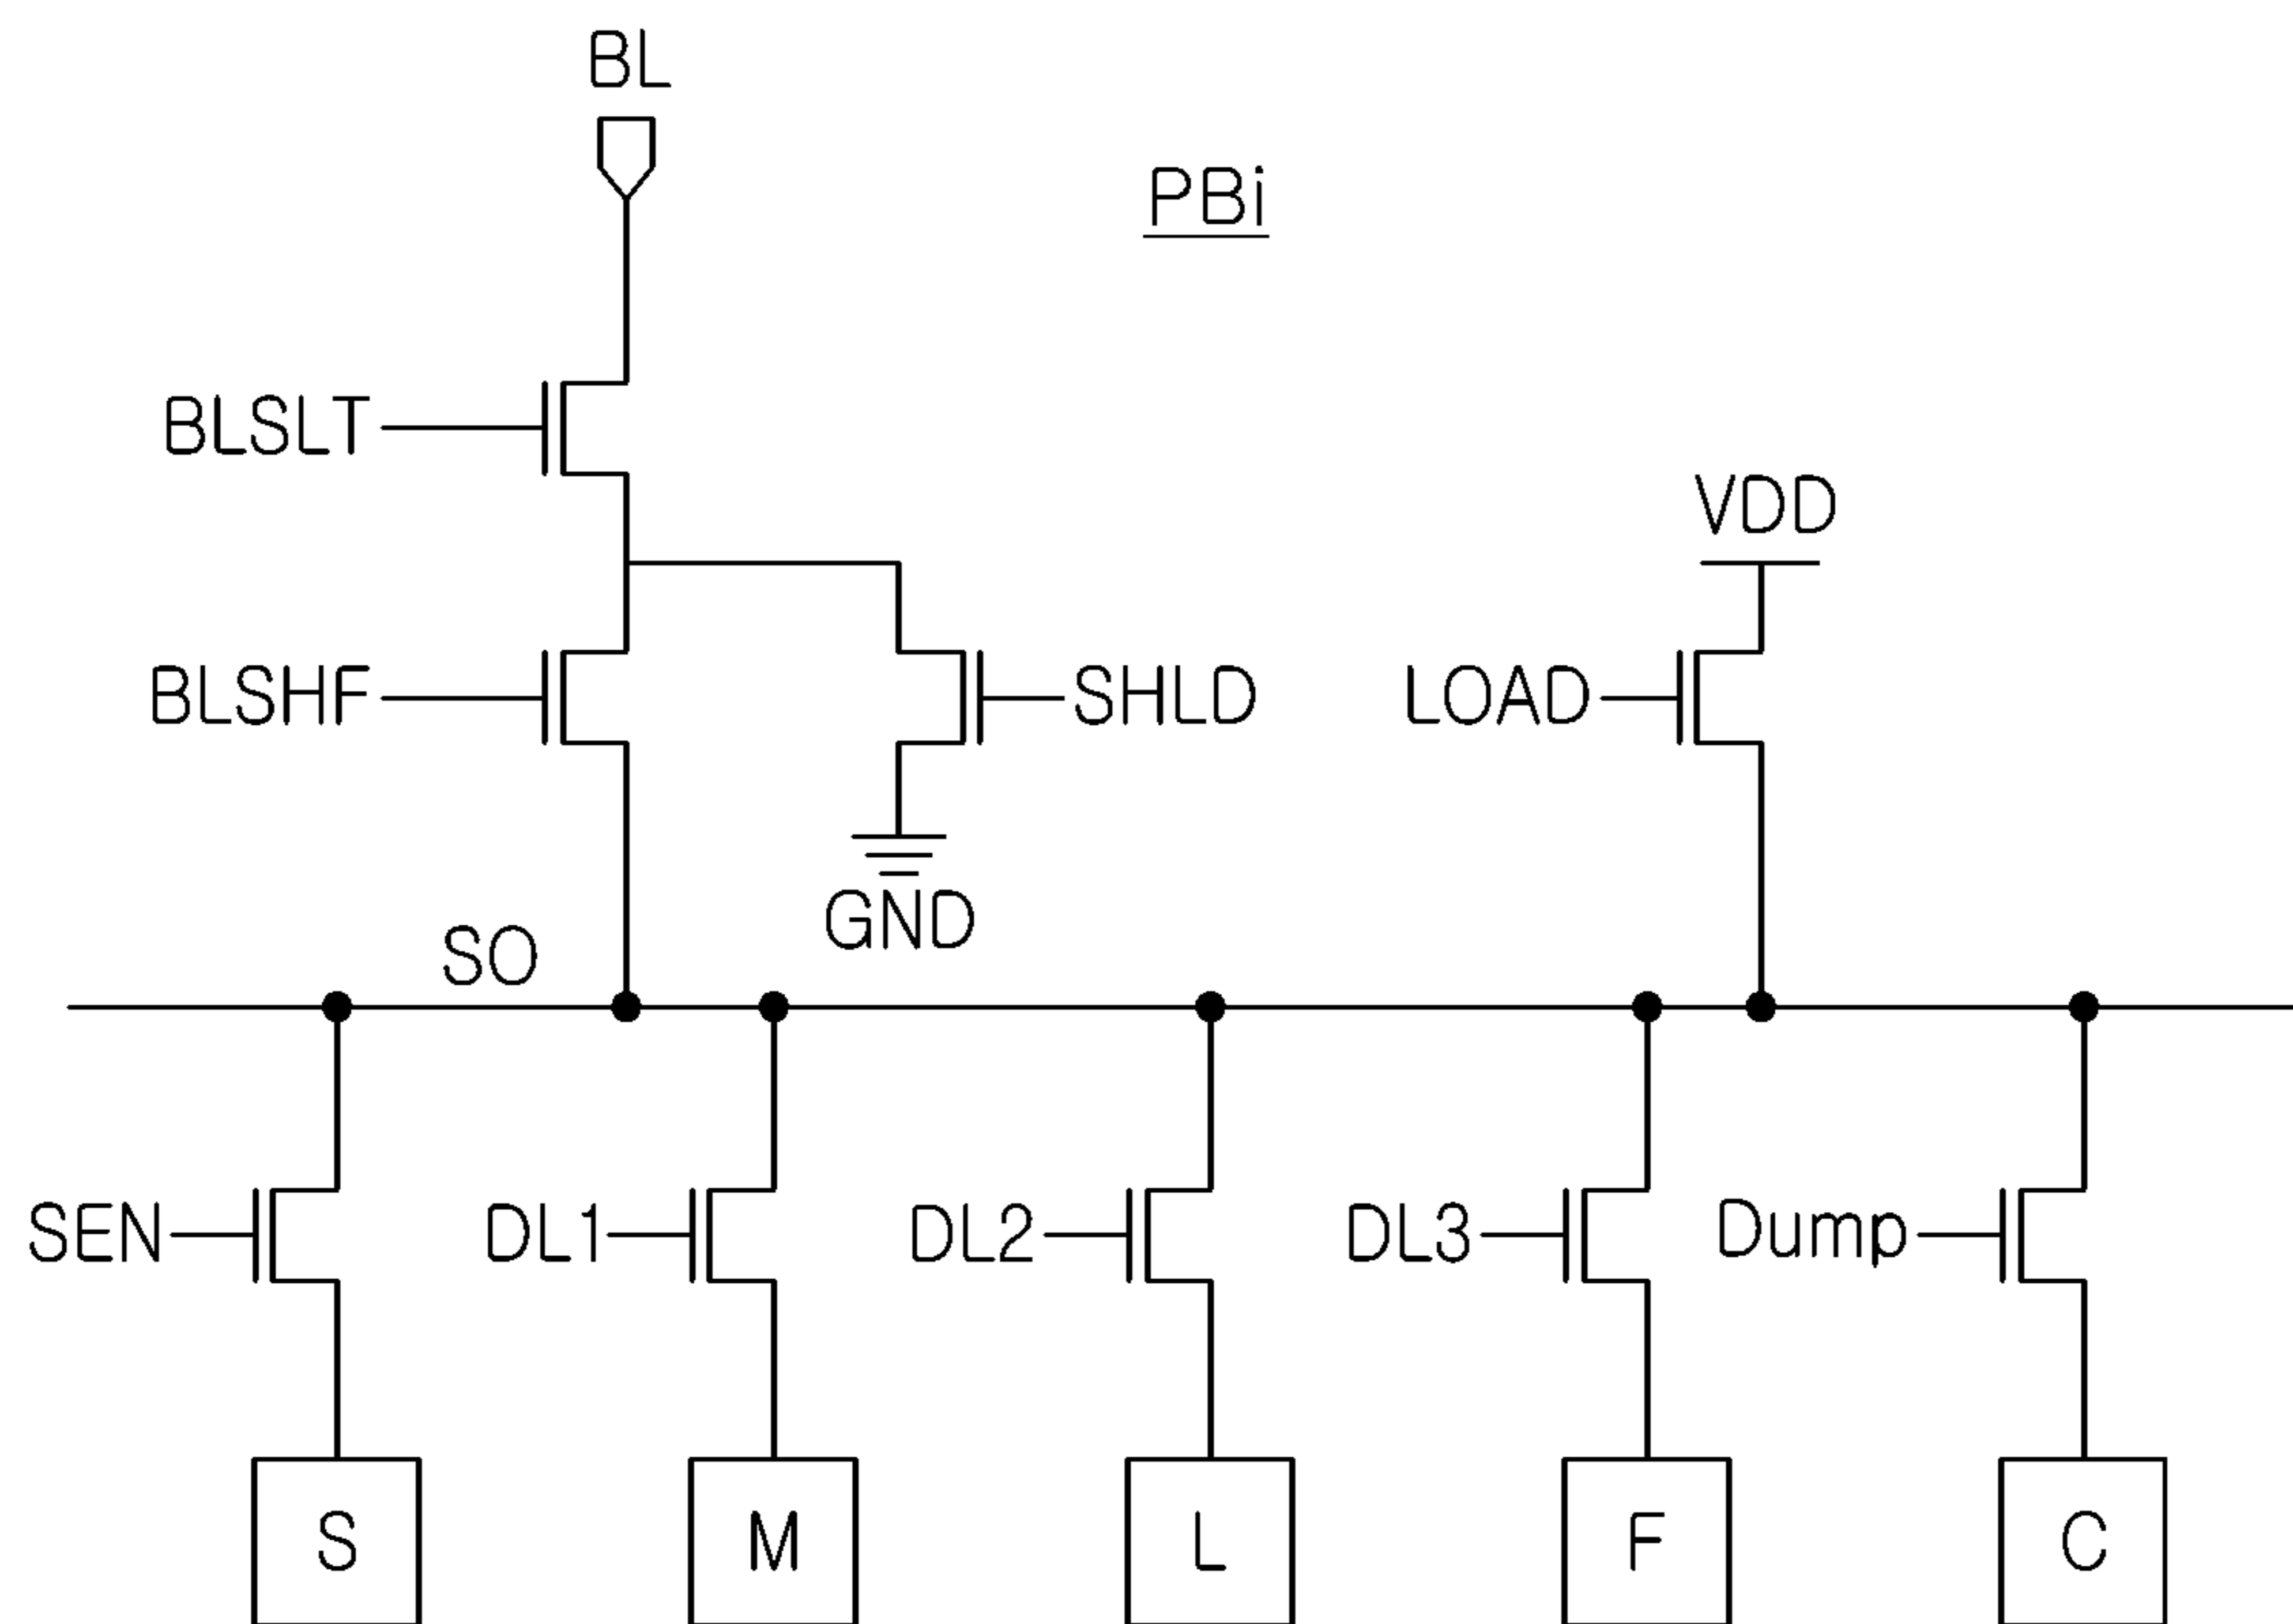 BL
PBi
BLSLT
VDD
BLSHF
SHLD
LOAD
GND
SO
SEN
DL1
DL2
DL3
Dump
S
M
L
F
C